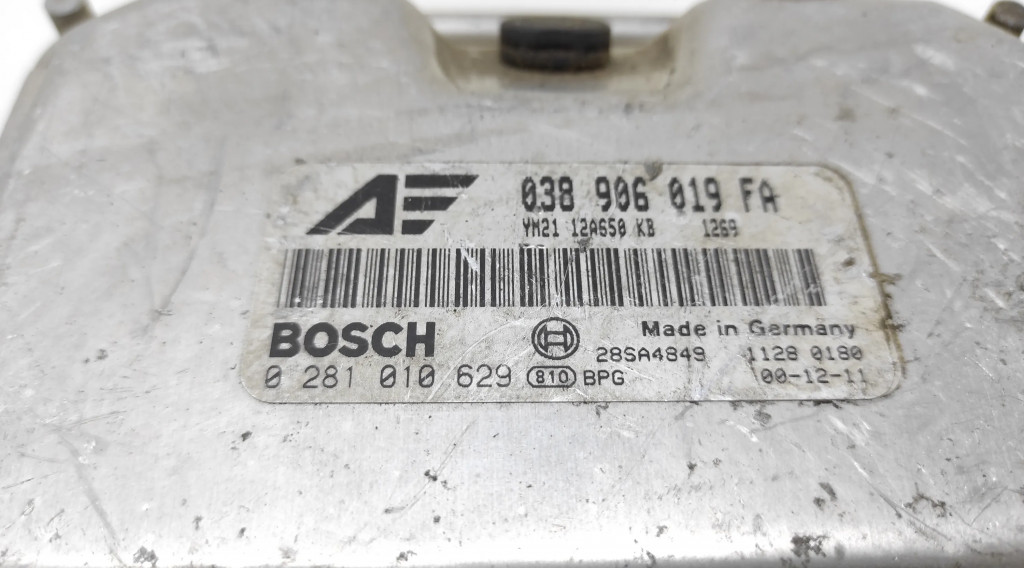 AF 038 906 019 FA
YM21 12A650 KB 1269
BOSCH Made in Germany
28SA4849 1128 0180
0 281 010 629 810 BPG 00-12-11